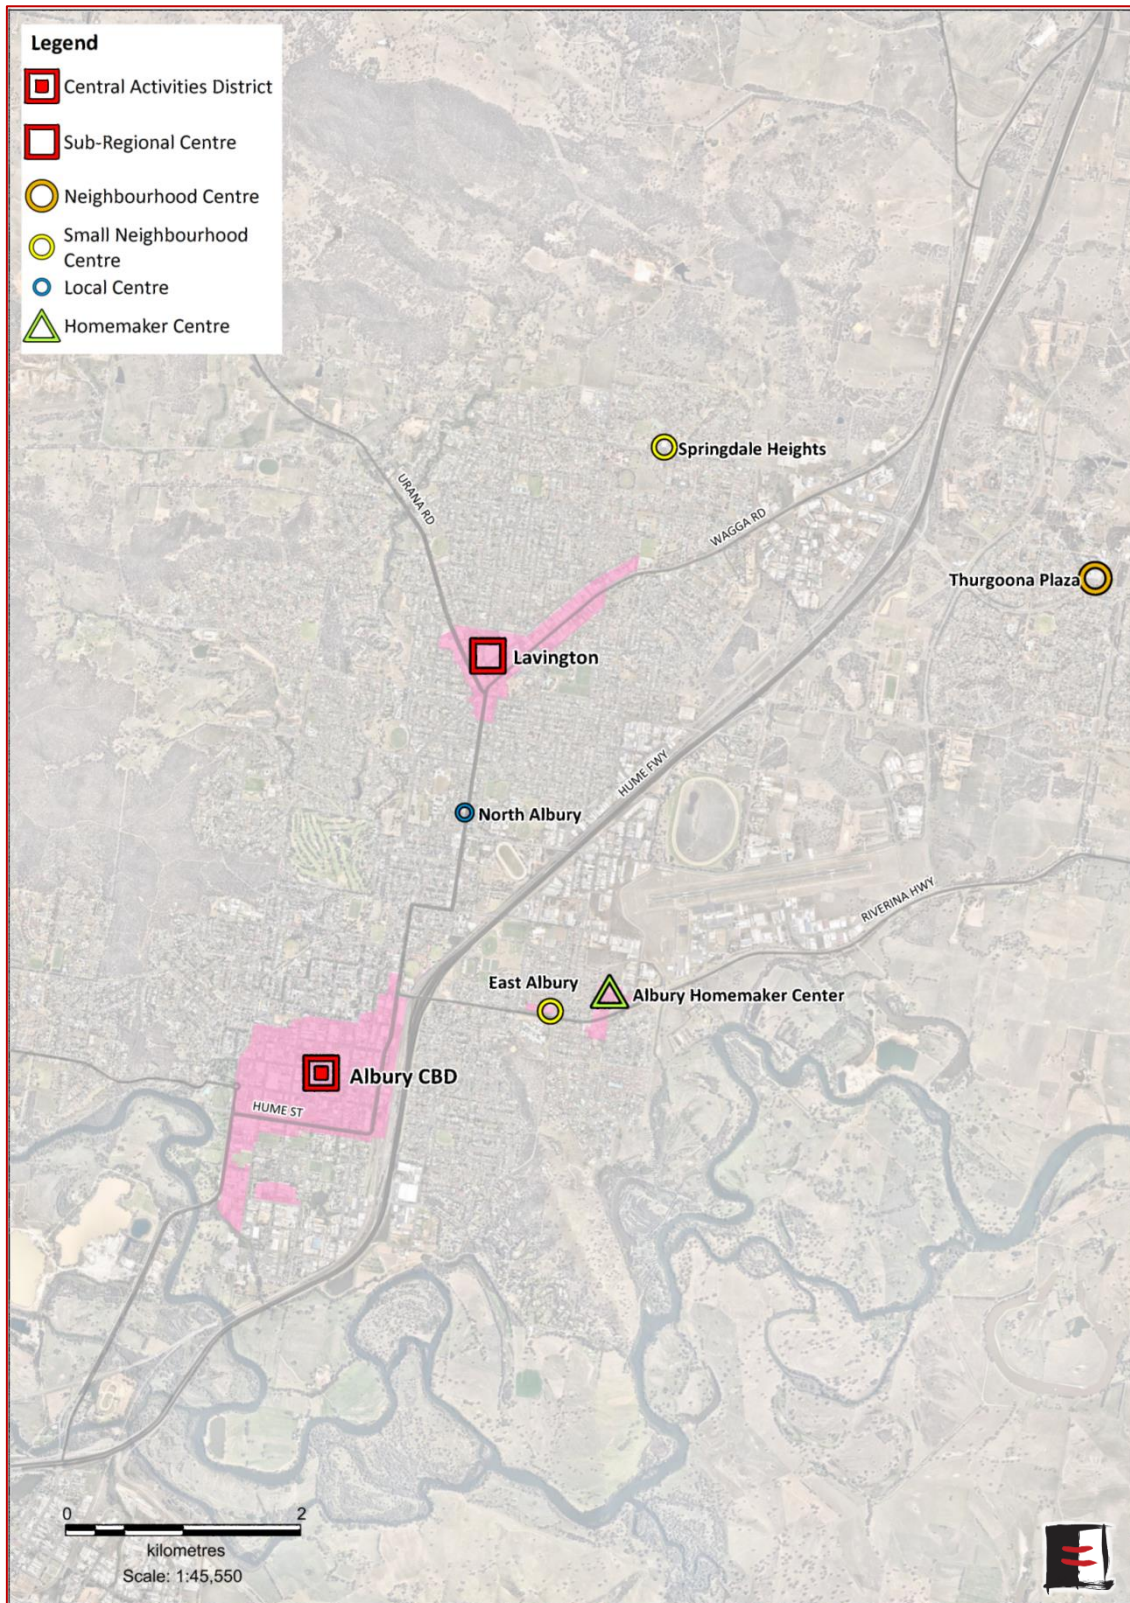 Legend
Central Activities District
Sub-Regional Centre
Neighbourhood Centre
Small Neighbourhood
Centre
Local Centre
Homemaker Centre
Springdale Heights
URANA RD
WAGGA RD
Thurgoona Plaza
Lavington
HUME FWY
North Albury
RIVERINA HWY
East Albury
Albury Homemaker Center
Albury CBD
HUME ST
0 2
kilometres
Scale: 1:45,550